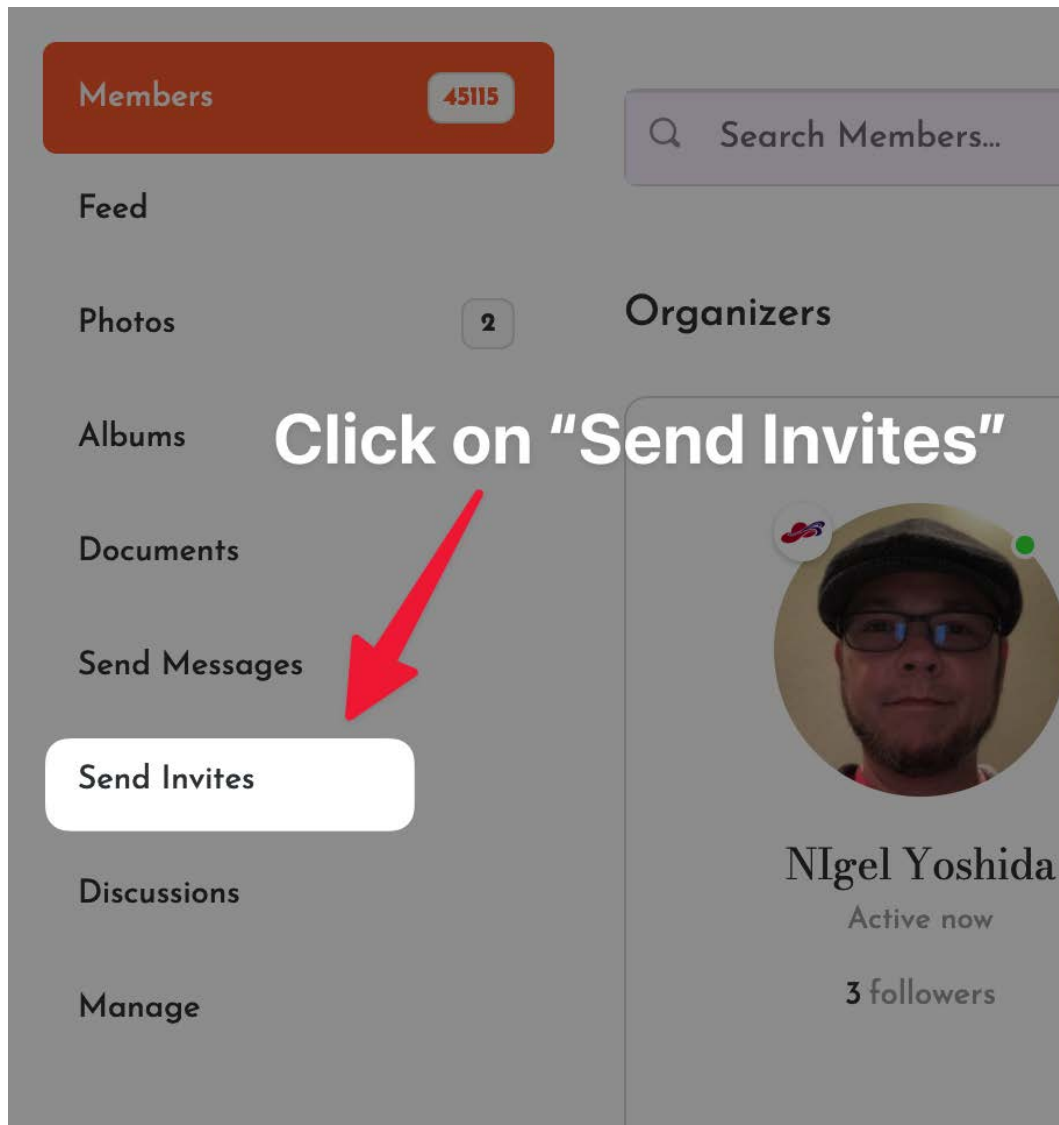 Members 45115
Search Members...
Feed
Photos 2
Organizers
Albums
Click on “Send Invites”
Documents
Send Messages
Send Invites
Discussions
Manage
NIgel Yoshida
Active now
3 followers